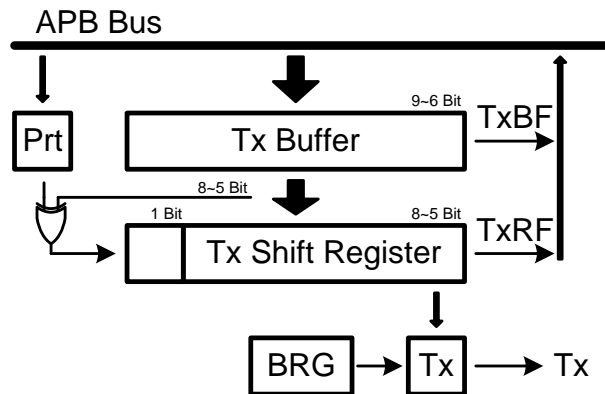 APB Bus
9~6 Bit
Prt
Tx Buffer
TxBF
8~5 Bit
1 Bit
8~5 Bit
Tx Shift Register
TxRF
BRG
Tx
Tx